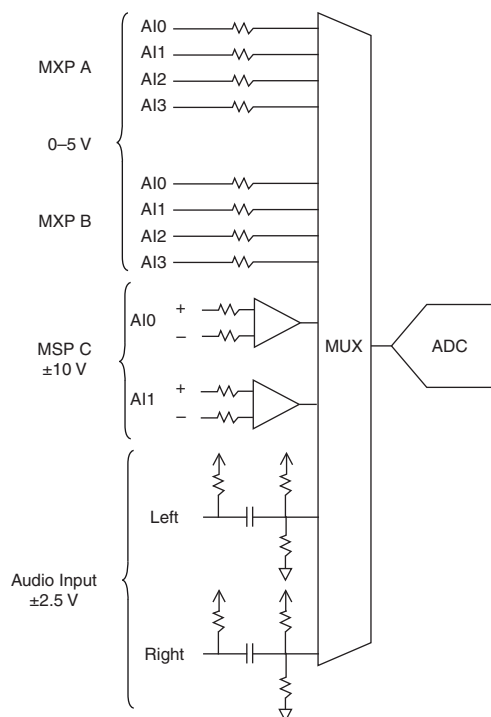 MXP A
0–5 V
MXP B
AI0
AI1
AI2
AI3
AI0
AI1
AI2
AI3
MSP C
±10 V
AI0
+
–
AI1
+
–
Audio Input
±2.5 V
Left
Right
MUX
ADC